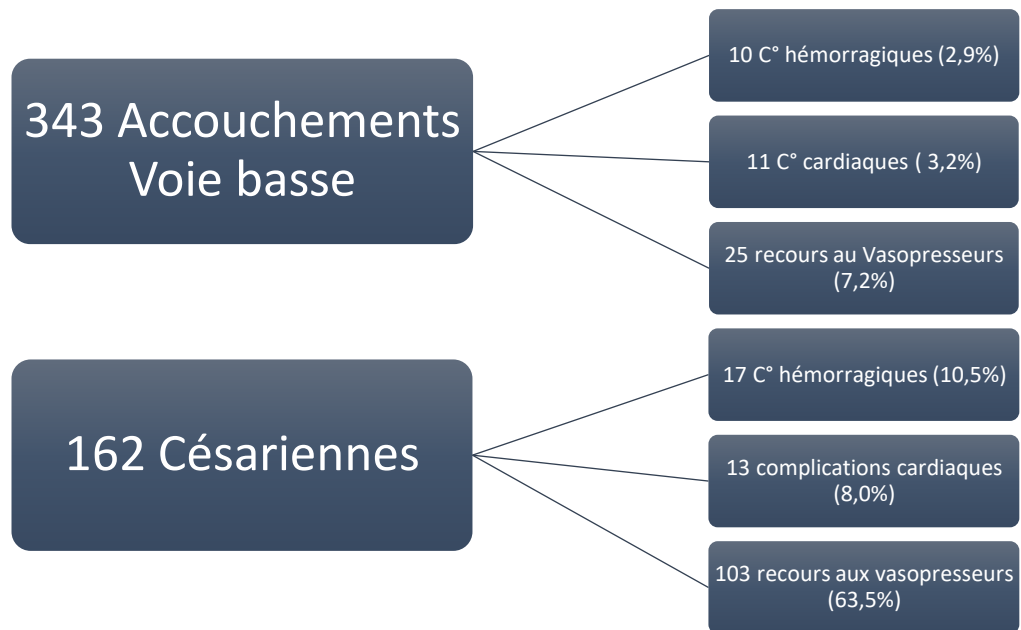 343 Accouchements
Voie basse
10 C° hémorragiques (2,9%)
11 C° cardiaques ( 3,2%)
25 recours au Vasopresseurs
(7,2%)
162 Césariennes
17 C° hémorragiques (10,5%)
13 complications cardiaques
(8,0%)
103 recours aux vasopresseurs
(63,5%)